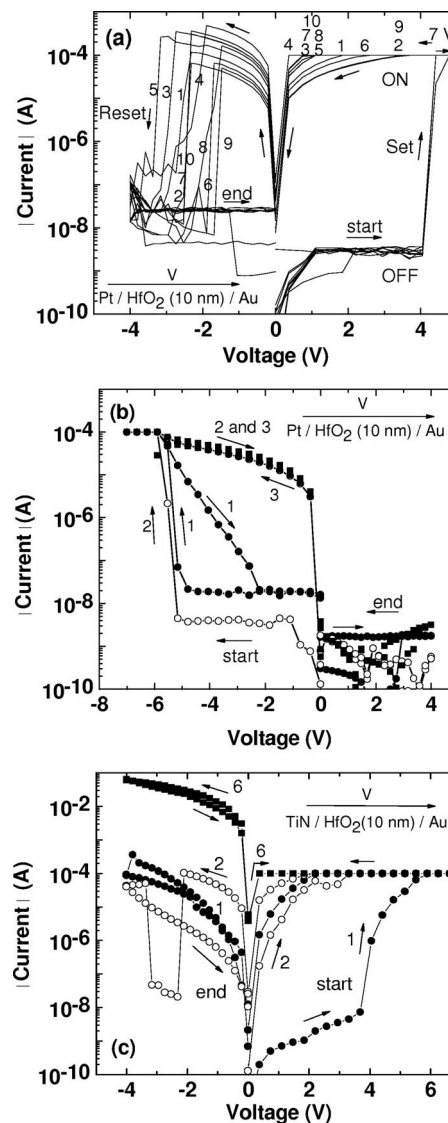 (a)
10
7 8
4 3 5 1 6
9
2
7 V
ON
5 3 1 4
Reset
8 9
10
7
2 6
Set
end
start
V
OFF
Pt / HfO₂ (10 nm) / Au
10⁻⁴
10⁻⁶
10⁻⁸
10⁻¹⁰
| Current | (A)
-4 -2 0 2 4
Voltage (V)
(b)
V
2 and 3
Pt / HfO₂ (10 nm) / Au
3
1
2 1
end
start
10⁻⁴
10⁻⁶
10⁻⁸
10⁻¹⁰
| Current | (A)
-8 -6 -4 -2 0 2 4
Voltage (V)
6
V
TiN / HfO₂(10 nm) / Au
6
2
1
1
2
start
end
(c)
10⁻²
10⁻⁴
10⁻⁶
10⁻⁸
10⁻¹⁰
| Current | (A)
-4 -2 0 2 4 6
Voltage (V)